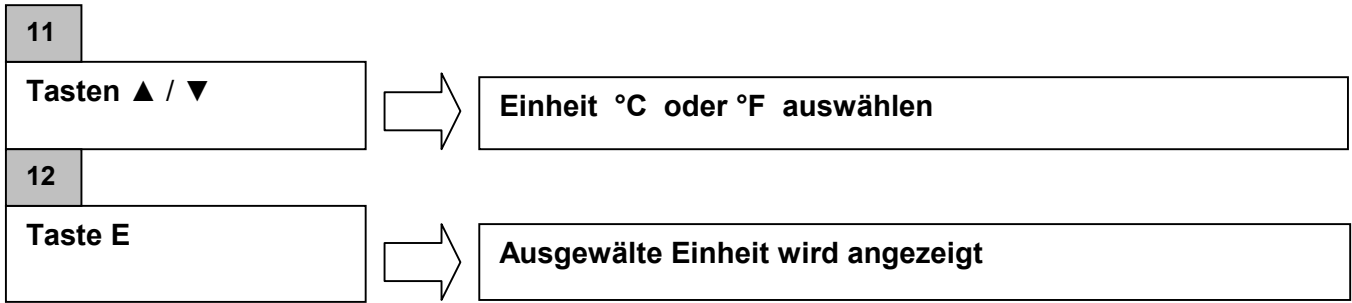 11
Tasten ▲ / ▼
Einheit °C oder °F auswählen
12
Taste E
Ausgewälte Einheit wird angezeigt